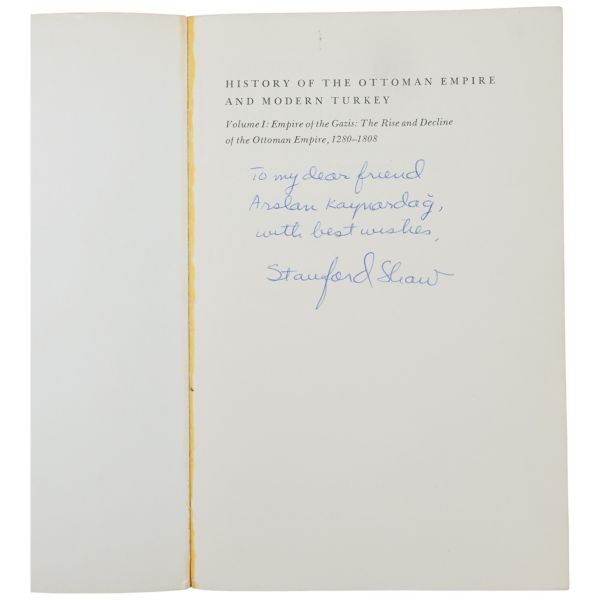 HISTORY OF THE OTTOMAN EMPIRE
AND MODERN TURKEY
Volume I: Empire of the Gazis: The Rise and Decline
of the Ottoman Empire, 1280–1808
To my dear friend
Arslan Kaynardağ,
with best wishes,
Stanford Shaw